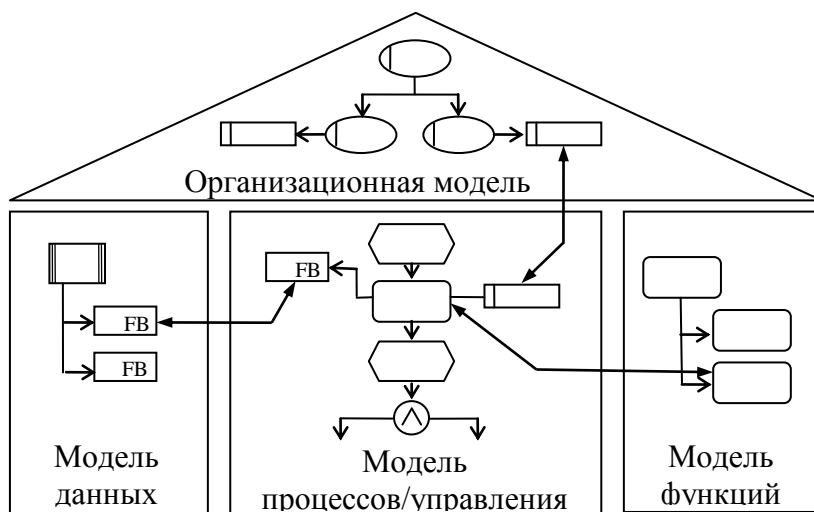 Организационная модель
FB
FB
FB
Модель
данных
Модель
процессов/управления
Модель
функций